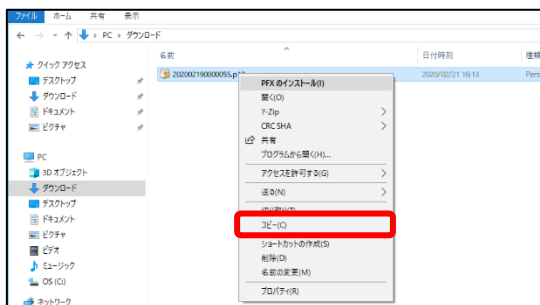 ファイル ホーム 共有 表示
PC › ダウンロード
名前 日付時刻 種類
クイック アクセス
デスクトップ
ダウンロード
ドキュメント
ピクチャ
PC
3D オブジェクト
ダウンロード
デスクトップ
ドキュメント
ピクチャ
ビデオ
ミュージック
OS (C:)
ネットワーク
202002190000055.p12 2020/02/21 16:13 Pers
PFX のインストール(I)
開く(O)
7-Zip
CRC SHA
共有
プログラムから開く(H)...
アクセスを許可する(G)
送る(N)
切り取り(T)
コピー(C)
ショートカットの作成(S)
削除(D)
名前の変更(M)
プロパティ(R)